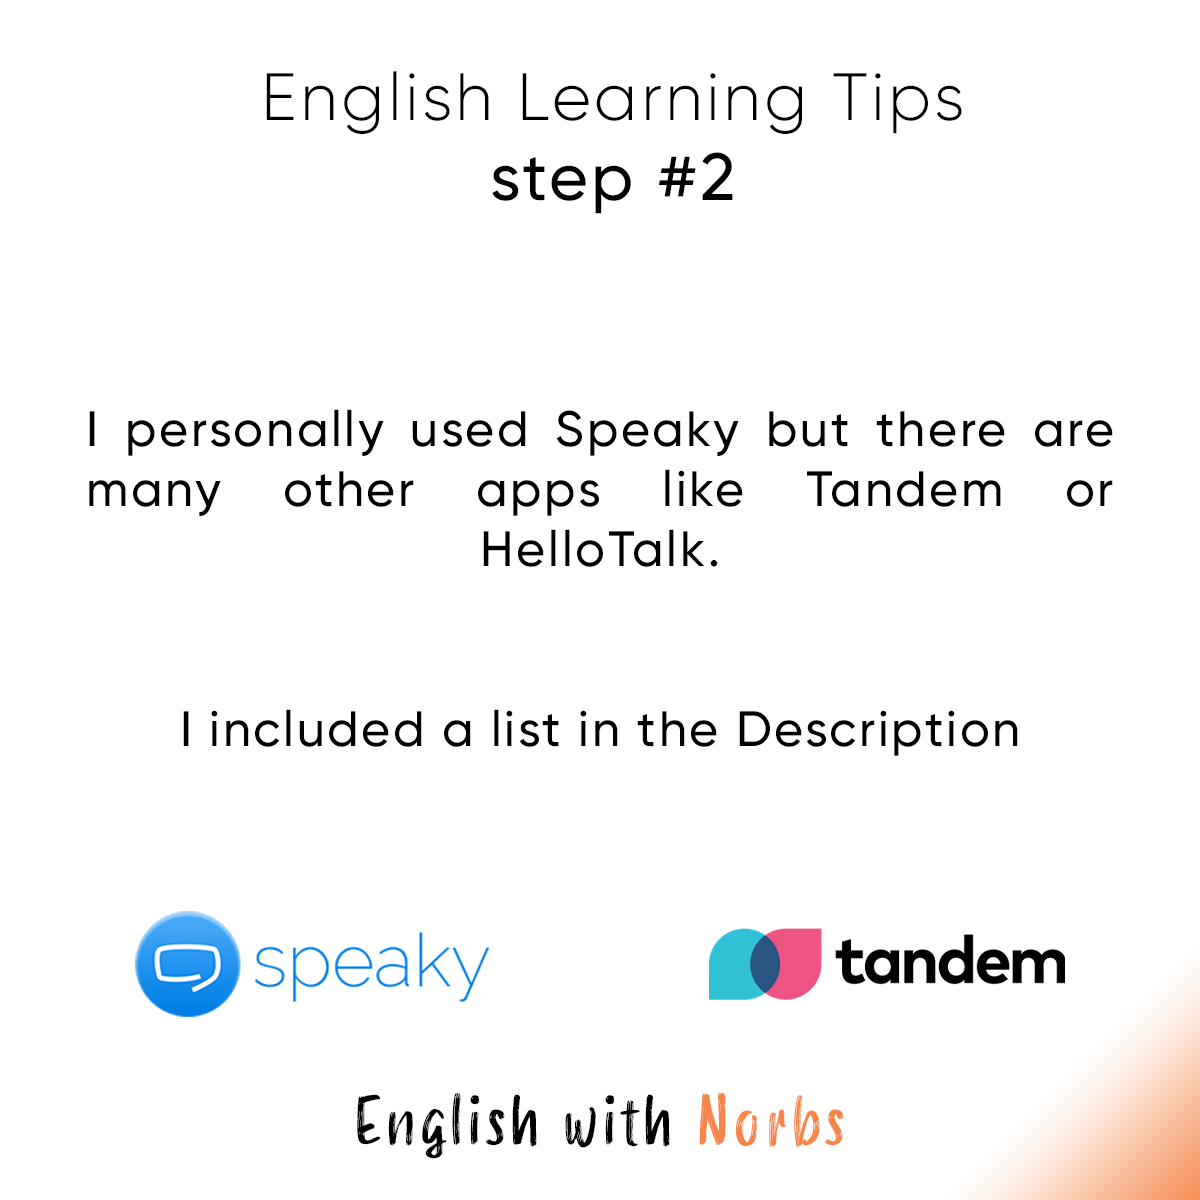 English Learning Tips
step #2
I personally used Speaky but there are
many other apps like Tandem or
HelloTalk.
I included a list in the Description
speaky
tandem
English with Norbs